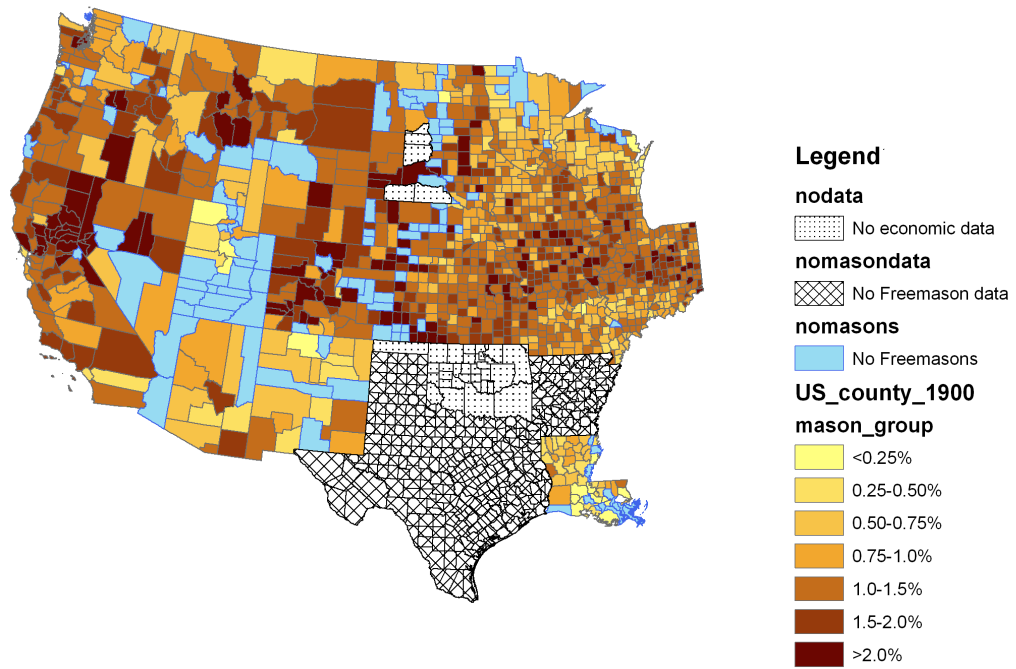 Legend
nodata
No economic data
nomasondata
No Freemason data
nomasons
No Freemasons
US_county_1900
mason_group
<0.25%
0.25-0.50%
0.50-0.75%
0.75-1.0%
1.0-1.5%
1.5-2.0%
>2.0%